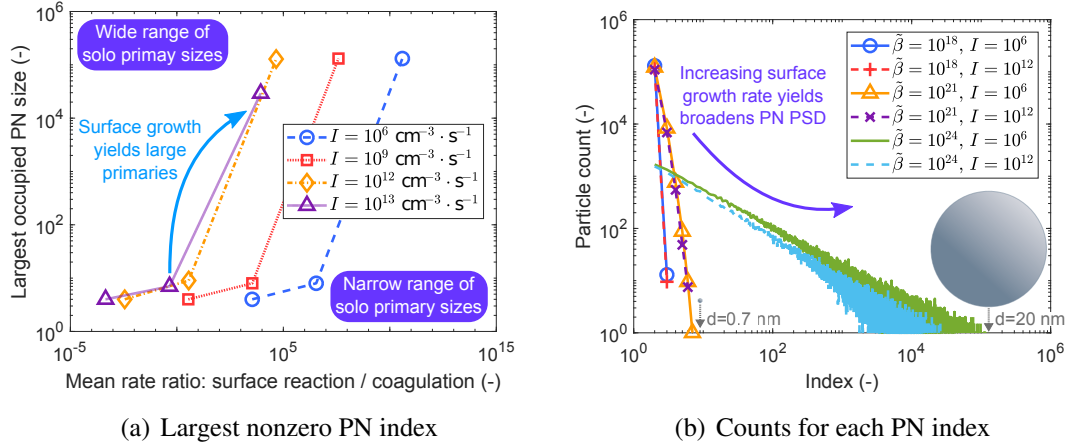 (a)
Wide range of
solo primay sizes
Surface growth
yields large
primaries
I = 10^6 cm^−3 · s^−1
I = 10^9 cm^−3 · s^−1
I = 10^12 cm^−3 · s^−1
I = 10^13 cm^−3 · s^−1
Narrow range of
solo primary sizes
Largest occupied PN size (-)
10^6
10^4
10^2
10^0
10^-5
10^5
10^15
Mean rate ratio: surface reaction / coagulation (-)
(a) Largest nonzero PN index
(b)
Increasing surface
growth rate yields
broadens PN PSD
β̃ = 10^18, I = 10^6
β̃ = 10^18, I = 10^12
β̃ = 10^21, I = 10^6
β̃ = 10^21, I = 10^12
β̃ = 10^24, I = 10^6
β̃ = 10^24, I = 10^12
d=0.7 nm
d=20 nm
Particle count (-)
10^6
10^4
10^2
10^0
10^0
10^2
10^4
10^6
Index (-)
(b) Counts for each PN index